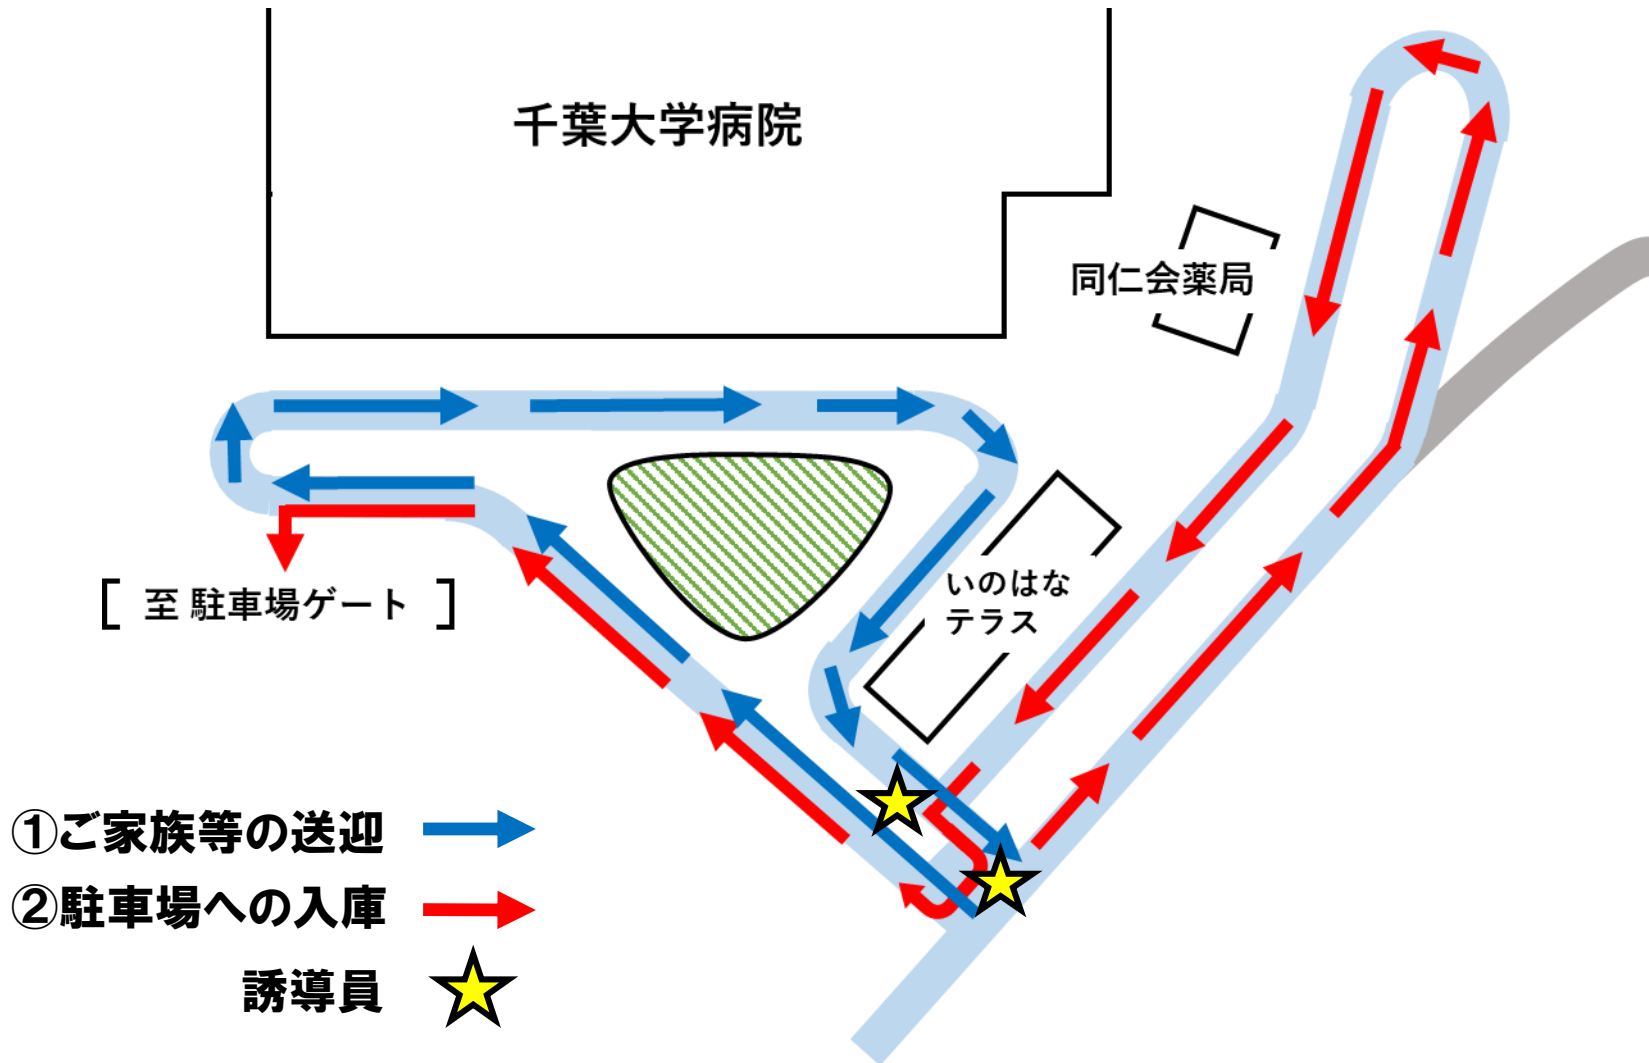 千葉大学病院
同仁会薬局
いのはな
テラス
[ 至 駐車場ゲート ]
①ご家族等の送迎
②駐車場への入庫
誘導員